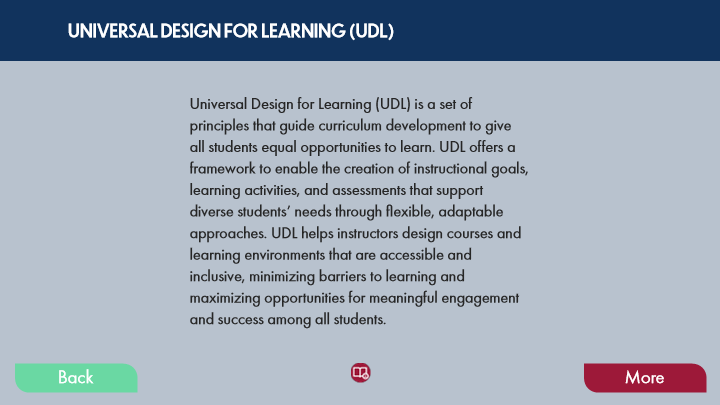 UNIVERSAL DESIGN FOR LEARNING (UDL)
Universal Design for Learning (UDL) is a set of
principles that guide curriculum development to give
all students equal opportunities to learn. UDL offers a
framework to enable the creation of instructional goals,
learning activities, and assessments that support
diverse students’ needs through flexible, adaptable
approaches. UDL helps instructors design courses and
learning environments that are accessible and
inclusive, minimizing barriers to learning and
maximizing opportunities for meaningful engagement
and success among all students.
Back
More